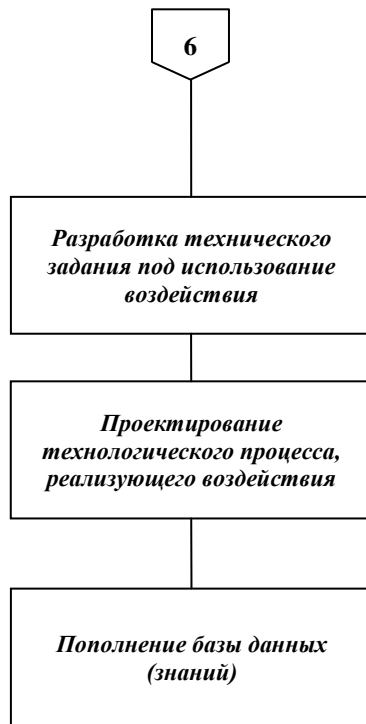 6
Разработка технического
задания под использование
воздействия
Проектирование
технологического процесса,
реализующего воздействия
Пополнение базы данных
(знаний)